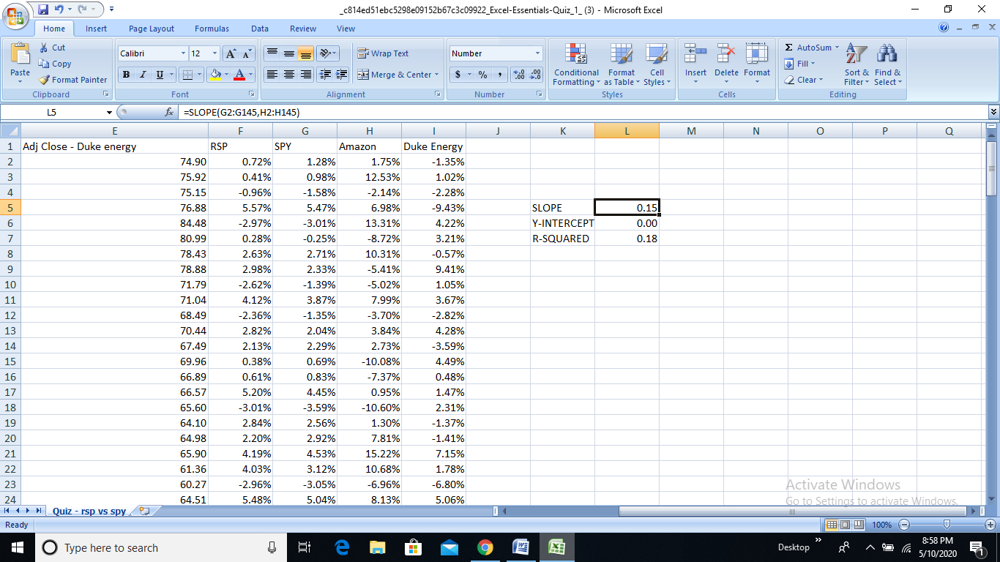 _c814ed51ebc5298e09152b67c3c09922_Excel-Essentials-Quiz_1_ (3) - Microsoft Excel
Home Insert Page Layout Formulas Data Review View
Paste
Cut
Copy
Format Painter
Clipboard
Calibri 12
B I U
Font
Wrap Text
Merge & Center
Alignment
Number
$ % , .00 .0
Number
Conditional Formatting
Format as Table
Cell Styles
Styles
Insert Delete Format
Cells
Σ AutoSum
Fill
Clear
Sort & Filter
Find & Select
Editing
L5 fx =SLOPE(G2:G145,H2:H145)
E F G H I J K L M N O P Q
1 Adj Close - Duke energy RSP SPY Amazon Duke Energy
2 74.90 0.72% 1.28% 1.75% -1.35%
3 75.92 0.41% 0.98% 12.53% 1.02%
4 75.15 -0.96% -1.58% -2.14% -2.28%
5 76.88 5.57% 5.47% 6.98% -9.43% SLOPE 0.15
6 84.48 -2.97% -3.01% 13.31% 4.22% Y-INTERCEPT 0.00
7 80.99 0.28% -0.25% -8.72% 3.21% R-SQUARED 0.18
8 78.43 2.63% 2.71% 10.31% -0.57%
9 78.88 2.98% 2.33% -5.41% 9.41%
10 71.79 -2.62% -1.39% -5.02% 1.05%
11 71.04 4.12% 3.87% 7.99% 3.67%
12 68.49 -2.36% -1.35% -3.70% -2.82%
13 70.44 2.82% 2.04% 3.84% 4.28%
14 67.49 2.13% 2.29% 2.73% -3.59%
15 69.96 0.38% 0.69% -10.08% 4.49%
16 66.89 0.61% 0.83% -7.37% 0.48%
17 66.57 5.20% 4.45% 0.95% 1.47%
18 65.60 -3.01% -3.59% -10.60% 2.31%
19 64.10 2.84% 2.56% 1.30% -1.37%
20 64.98 2.20% 2.92% 7.81% -1.41%
21 65.90 4.19% 4.53% 15.22% 7.15%
22 61.36 4.03% 3.12% 10.68% 1.78%
23 60.27 -2.96% -3.05% -6.96% -6.80%
24 64.51 5.48% 5.04% 8.13% 5.06%
Activate Windows
Go to Settings to activate Windows.
Quiz - rsp vs spy
Ready 100%
Type here to search
Desktop
8:58 PM
5/10/2020
1